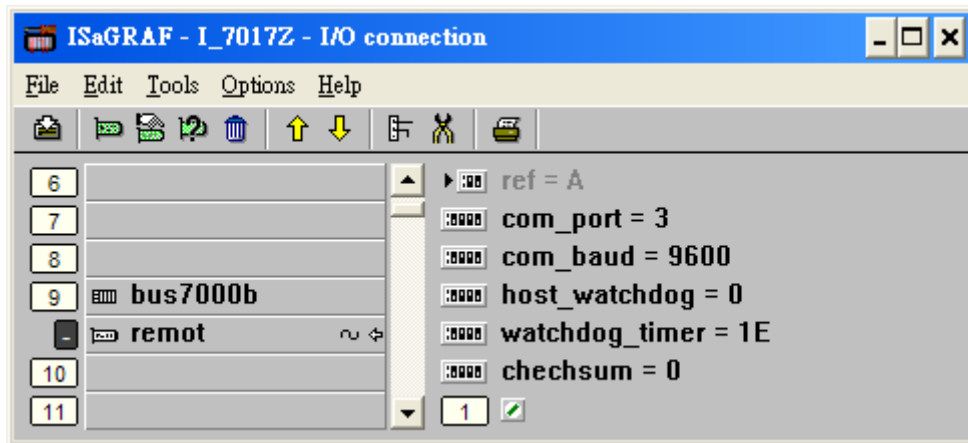 ISaGRAF - I_7017Z - I/O connection
File Edit Tools Options Help
6
7
8
9 bus7000b
remot
10
11
ref = A
com_port = 3
com_baud = 9600
host_watchdog = 0
watchdog_timer = 1E
chechsum = 0
1